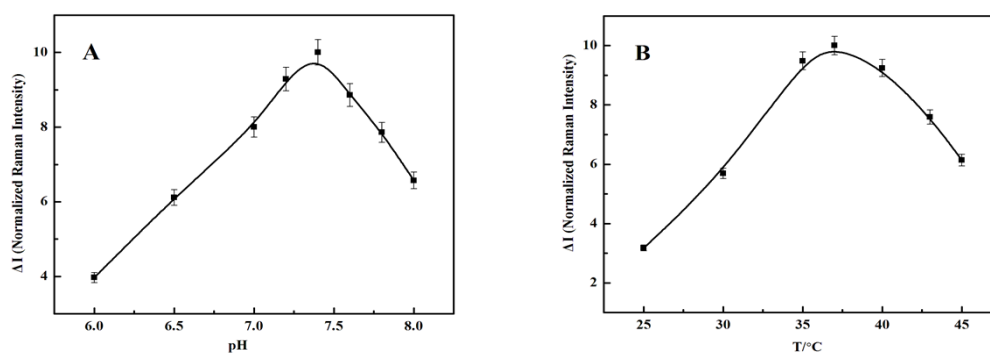 A
ΔI (Normalized Raman Intensity)
10
8
6
4
6.0 6.5 7.0 7.5 8.0
pH
B
ΔI (Normalized Raman Intensity)
10
8
6
4
2
25 30 35 40 45
T/°C